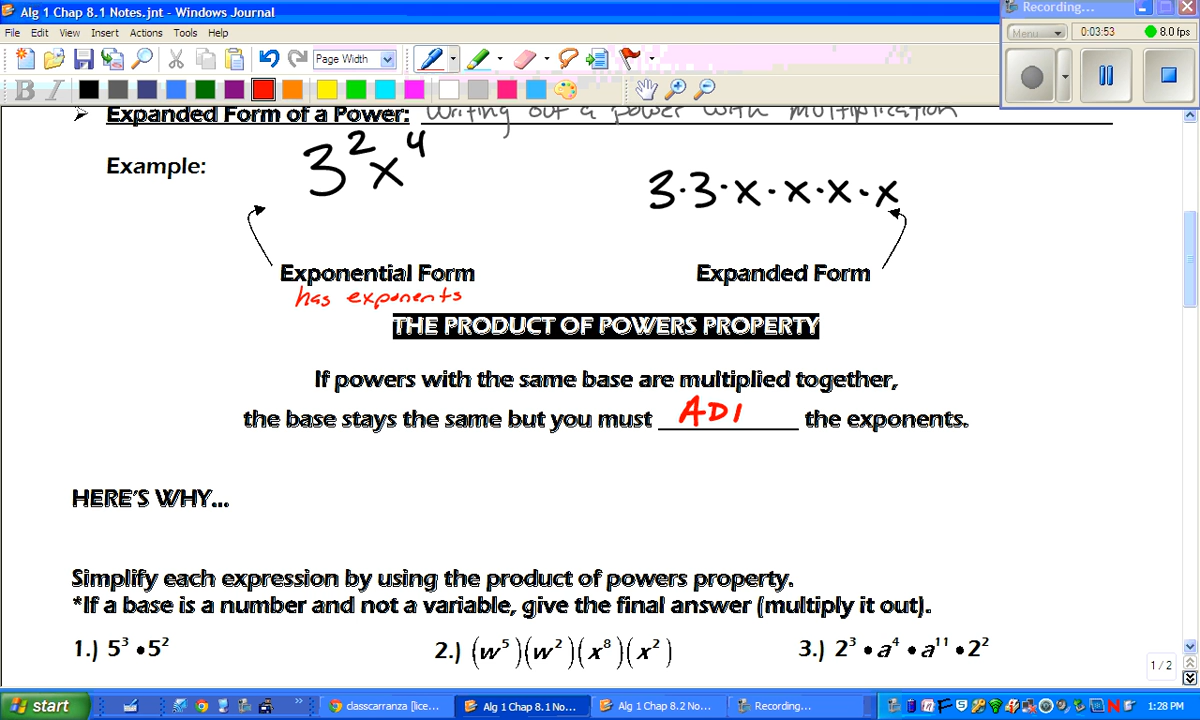 Alg 1 Chap 8.1 Notes.jnt - Windows Journal
Recording...
File Edit View Insert Actions Tools Help
Menu 0:03:53 8.0 fps
Page Width
B I
Expanded Form of a Power: writing out a power with multiplication
Example: 3²x⁴
3·3·x·x·x·x
Exponential Form Expanded Form
has exponents
THE PRODUCT OF POWERS PROPERTY
If powers with the same base are multiplied together,
the base stays the same but you must ADI the exponents.
HERE'S WHY...
Simplify each expression by using the product of powers property.
*If a base is a number and not a variable, give the final answer (multiply it out).
1.) 5³ •5² 2.) (w⁵)(w²)(x⁸)(x²) 3.) 2³ • a⁴ • a¹¹ • 2²
1 / 2
start classcarranza [lice... Alg 1 Chap 8.1 No... Alg 1 Chap 8.2 No... Recording... 1:28 PM